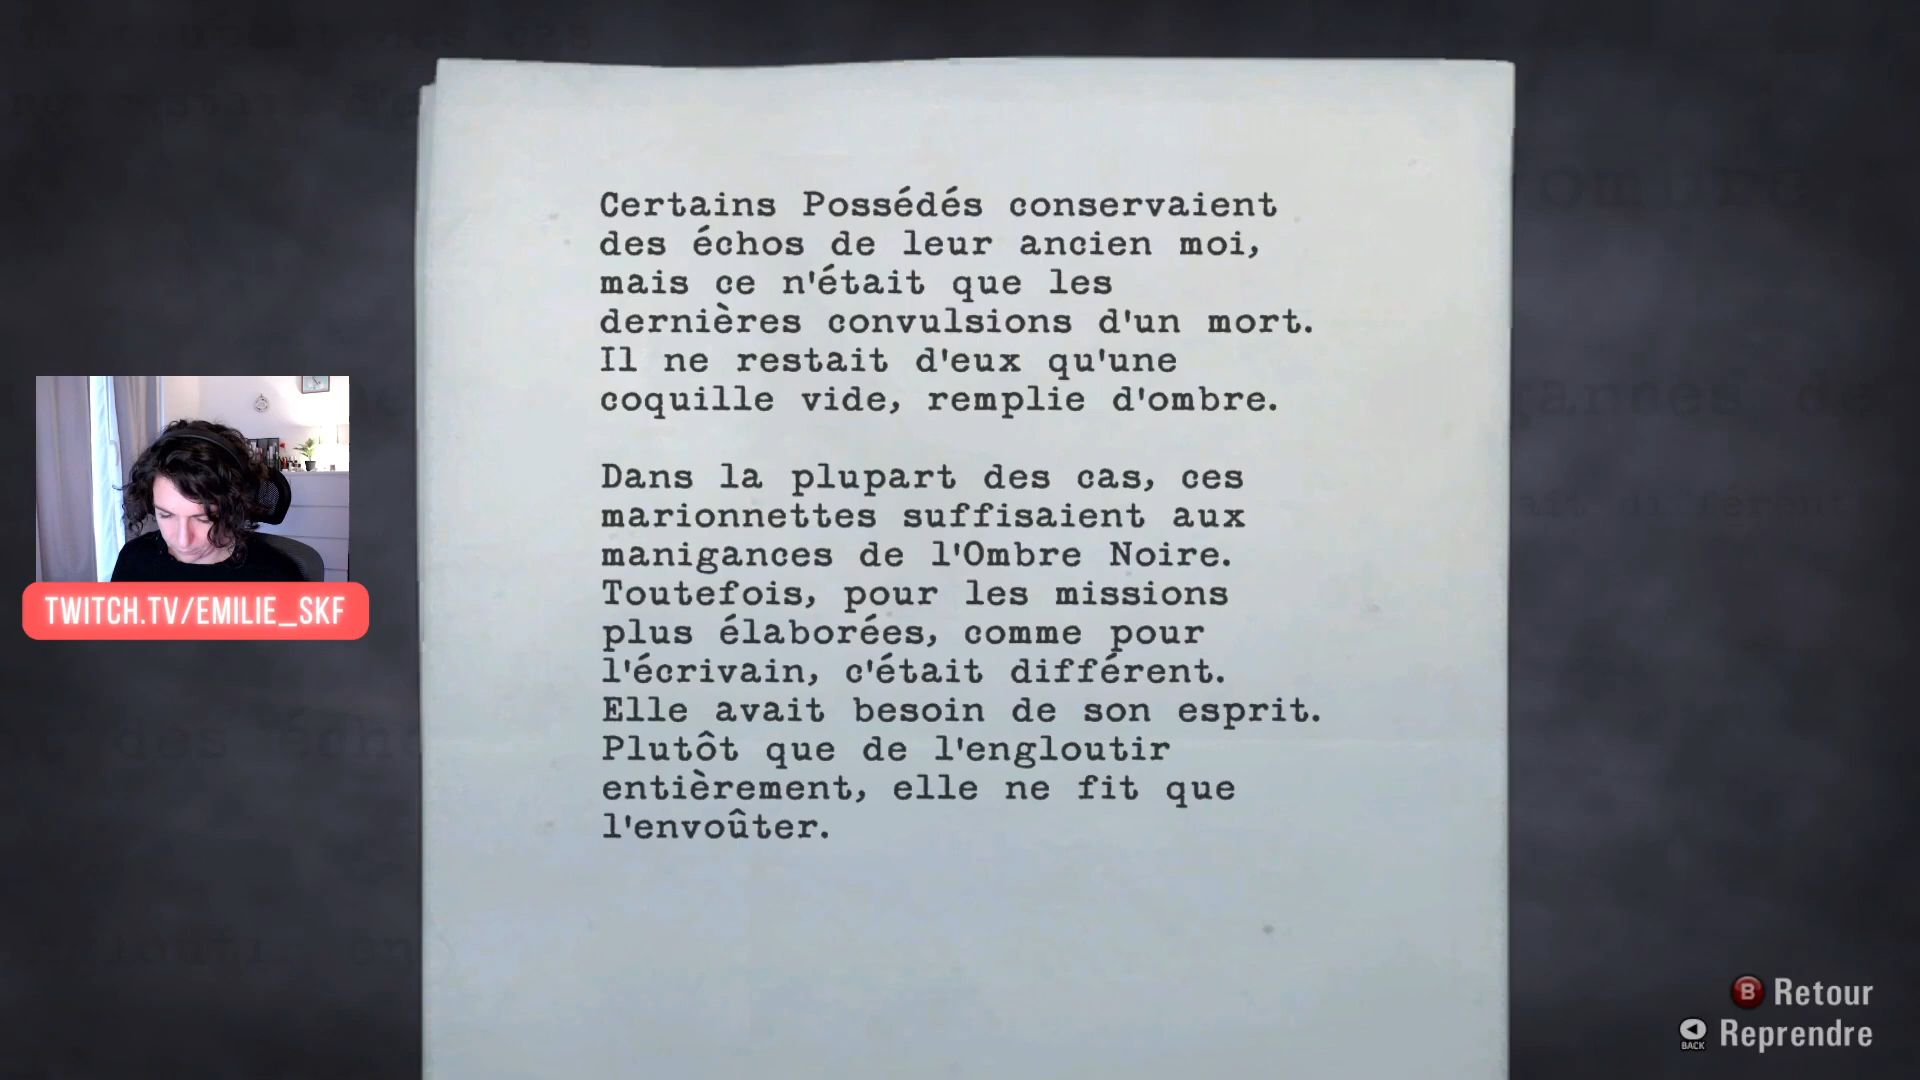 Certains Possédés conservaient
des échos de leur ancien moi,
mais ce n'était que les
dernières convulsions d'un mort.
Il ne restait d'eux qu'une
coquille vide, remplie d'ombre.
Dans la plupart des cas, ces
marionnettes suffisaient aux
manigances de l'Ombre Noire.
Toutefois, pour les missions
plus élaborées, comme pour
l'écrivain, c'était différent.
Elle avait besoin de son esprit.
Plutôt que de l'engloutir
entièrement, elle ne fit que
l'envoûter.
TWITCH.TV/EMILIE_SKF
B Retour
BACK Reprendre